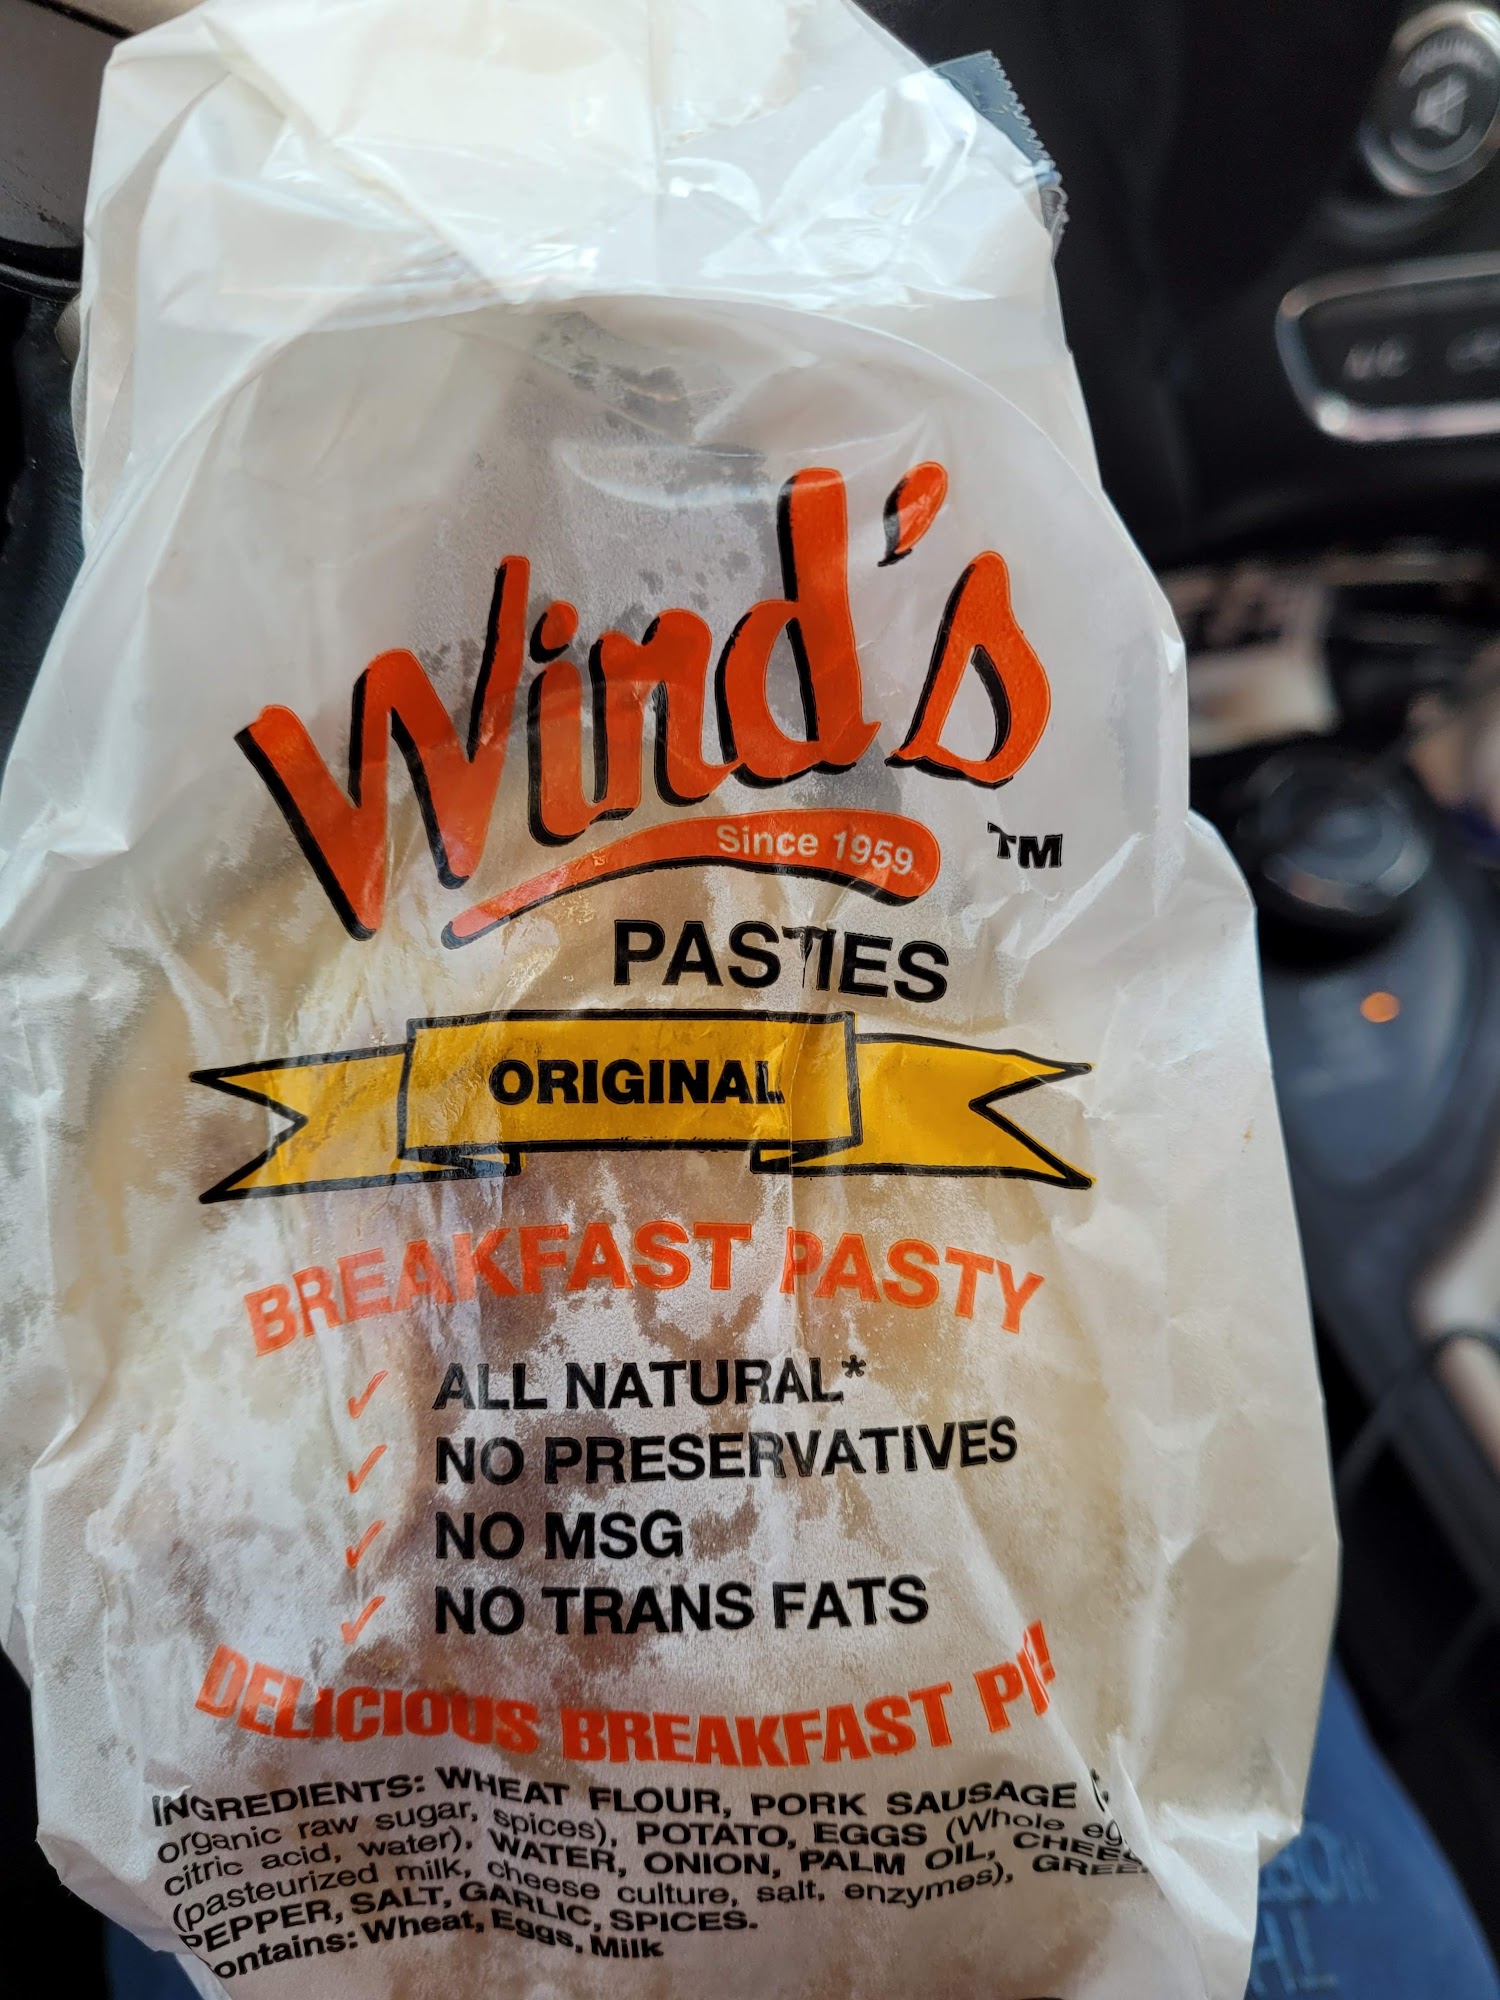 Wind's
Since 1959
TM
PASTIES
ORIGINAL
BREAKFAST PASTY
✓ ALL NATURAL*
✓ NO PRESERVATIVES
✓ NO MSG
✓ NO TRANS FATS
DELICIOUS BREAKFAST
INGREDIENTS: WHEAT FLOUR, PORK SAUSAGE (
organic raw sugar, spices), POTATO, EGGS (Whole
citric acid, water), WATER, ONION, PALM OIL,
(pasteurized milk, cheese culture, salt, enzymes),
PEPPER, SALT, GARLIC, SPICES.
ontains: Wheat, Eggs, Milk
A/C